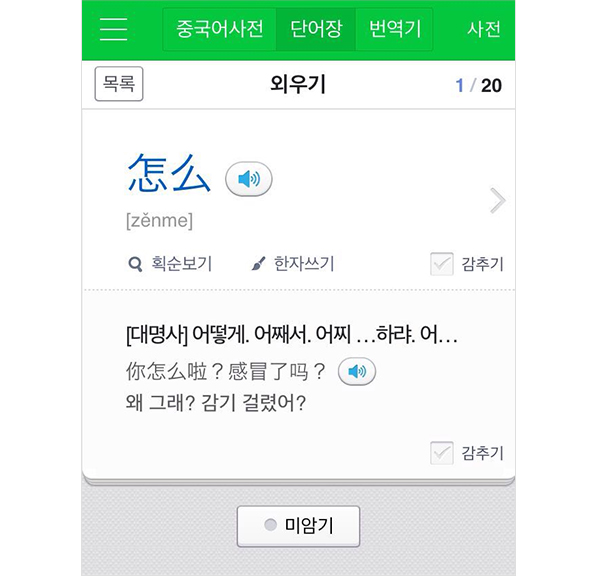 중국어사전 단어장 번역기 사전
목록 외우기 1 / 20
怎么
[zěnme]
획순보기 한자쓰기 감추기
[대명사] 어떻게. 어째서. 어찌 …하랴. 어…
你怎么啦？感冒了吗？
왜 그래? 감기 걸렸어?
감추기
미암기